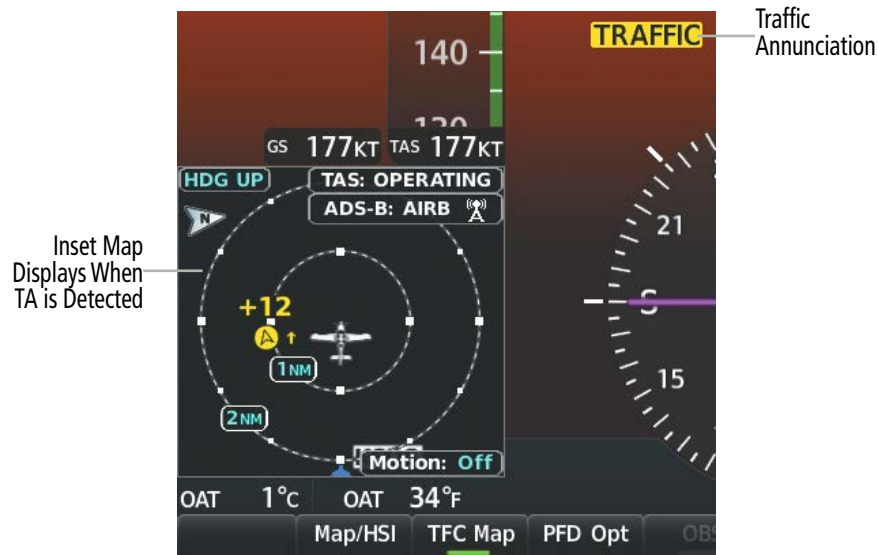 Traffic
Annunciation
TRAFFIC
140
GS 177KT TAS 177KT
HDG UP
TAS: OPERATING
ADS-B: AIRB
N
21
Inset Map
Displays When
TA is Detected
+12
S
1NM
15
2NM
Motion: Off
OAT 1°C OAT 34°F
Map/HSI TFC Map PFD Opt OBS